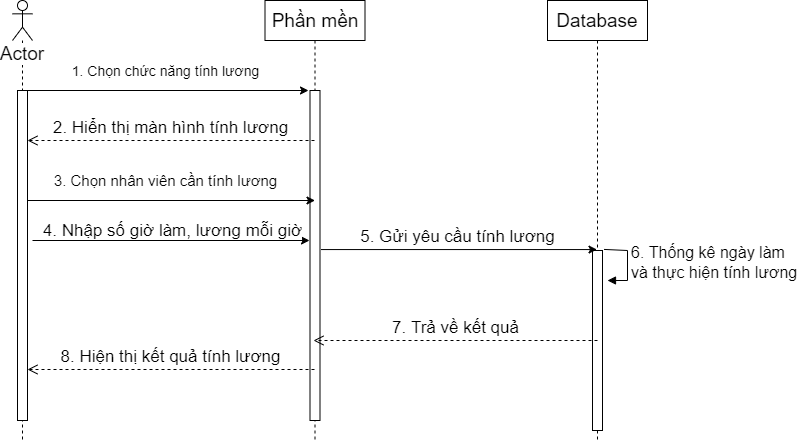 Phần mền
Database
Actor
1. Chọn chức năng tính lương
2. Hiển thị màn hình tính lương
3. Chọn nhân viên cần tính lương
4. Nhập số giờ làm, lương mỗi giờ
5. Gửi yêu cầu tính lương
6. Thống kê ngày làm
và thực hiện tính lương
7. Trả về kết quả
8. Hiện thị kết quả tính lương